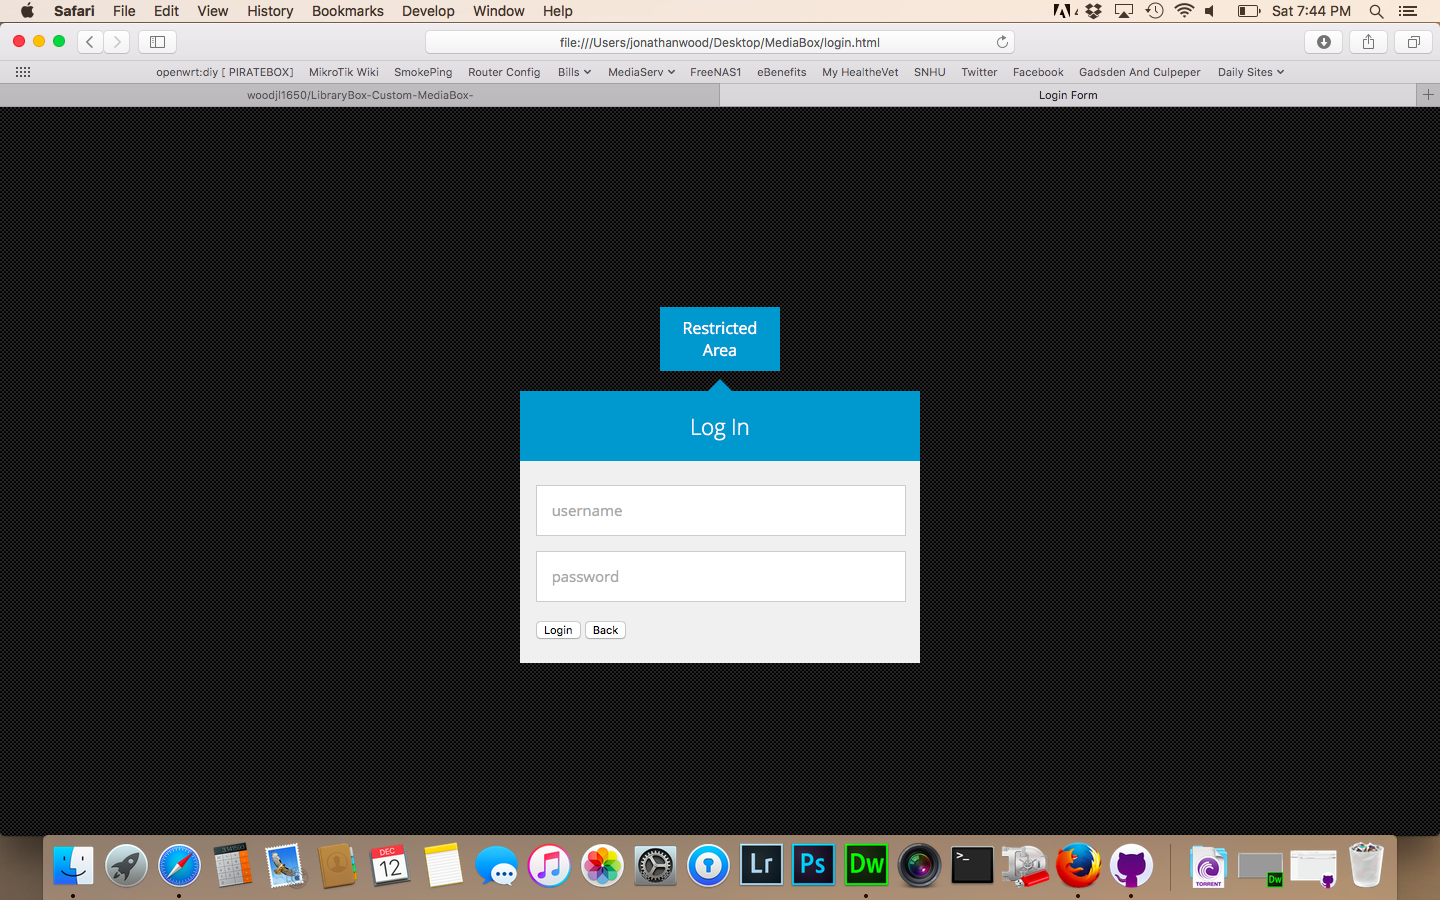 Safari File Edit View History Bookmarks Develop Window Help
4
Sat 7:44 PM
file:///Users/jonathanwood/Desktop/MediaBox/login.html
openwrt:diy [ PIRATEBOX] MikroTik Wiki SmokePing Router Config Bills MediaServ FreeNAS1 eBenefits My HealtheVet SNHU Twitter Facebook Gadsden And Culpeper Daily Sites
woodjl1650/LibraryBox-Custom-MediaBox-
Login Form
Restricted
Area
Log In
username
password
Login Back
DEC
12
Lr
Ps
Dw
>_
TORRENT
Dw